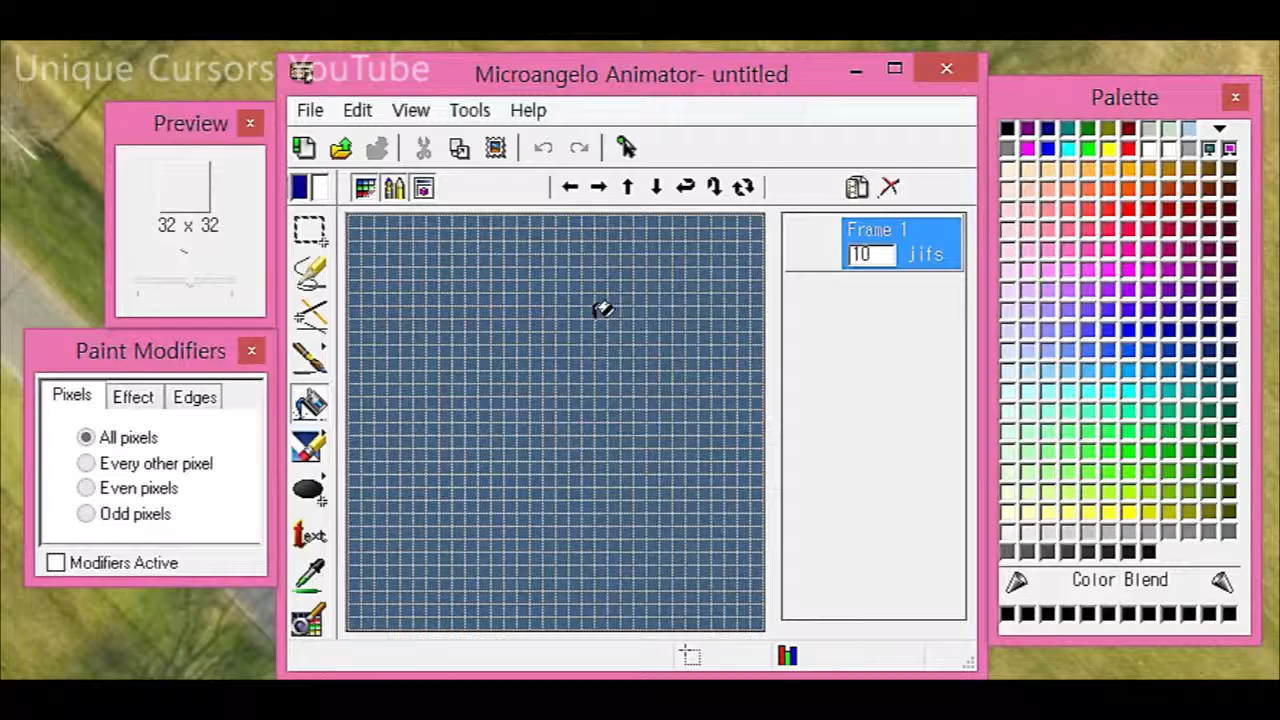 Unique Cursors YouTube
Microangelo Animator- untitled
File Edit View Tools Help
Preview
32 x 32
Paint Modifiers
Pixels Effect Edges
All pixels
Every other pixel
Even pixels
Odd pixels
Modifiers Active
text
Frame 1
10 jifs
Palette
Color Blend